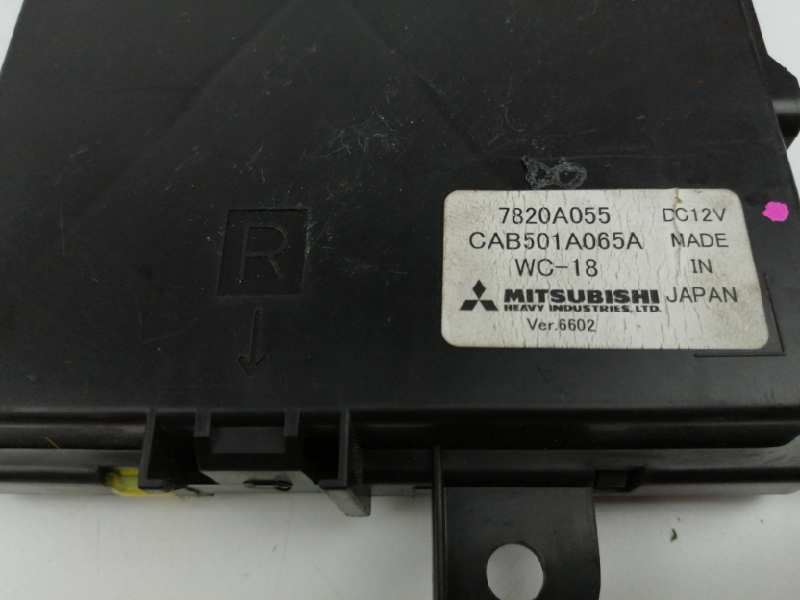 R
7820A055 DC12V
CAB501A065A MADE
WC-18 IN
MITSUBISHI JAPAN
HEAVY INDUSTRIES, LTD.
Ver.6602